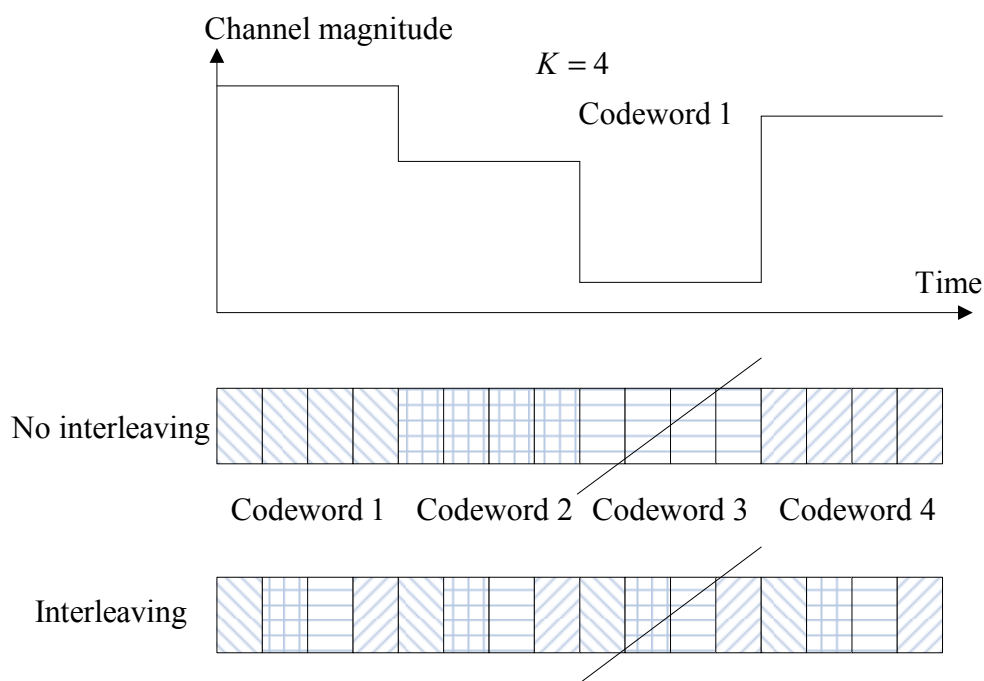 Channel magnitude
K = 4
Codeword 1
Time
No interleaving
Codeword 1 Codeword 2 Codeword 3 Codeword 4
Interleaving